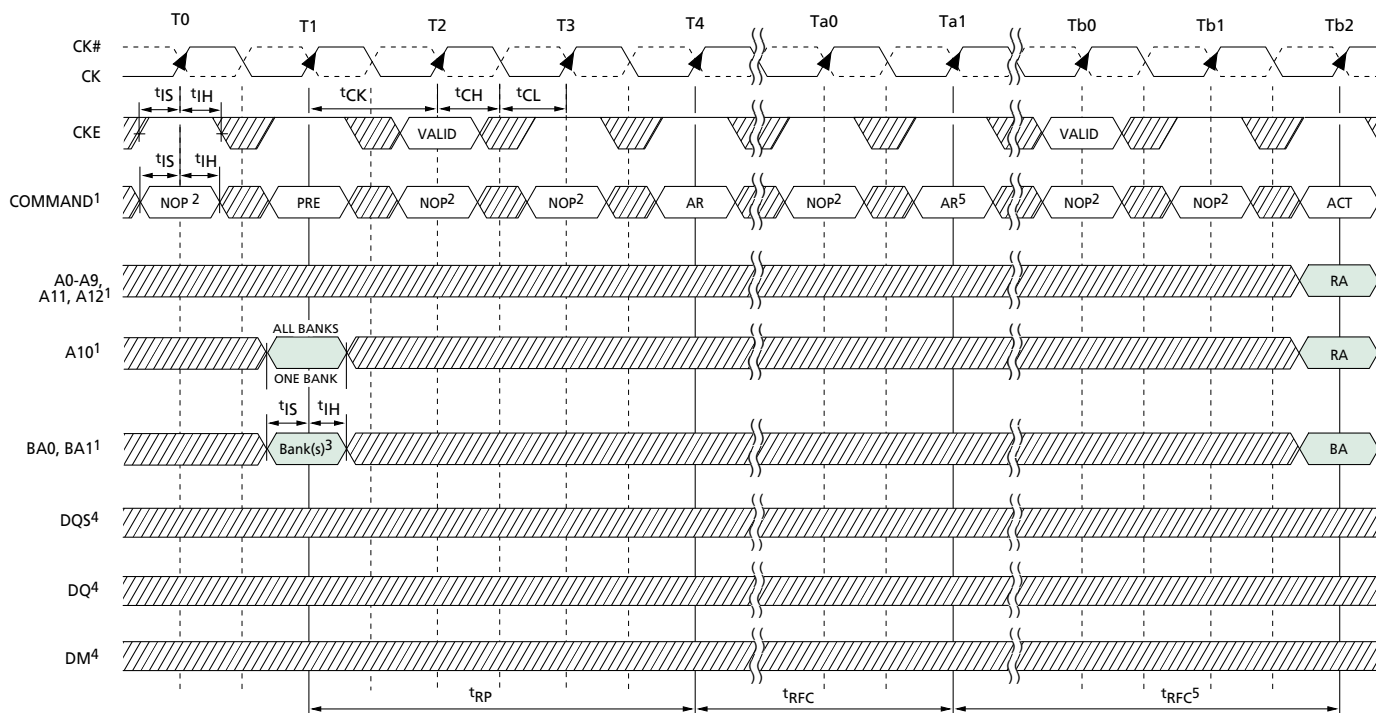 T0 T1 T2 T3 T4 Ta0 Ta1 Tb0 Tb1 Tb2
CK#
CK
tIS tIH tCK tCH tCL
CKE VALID VALID
tIS tIH
COMMAND1 NOP 2 PRE NOP2 NOP2 AR NOP2 AR5 NOP2 NOP2 ACT
A0-A9,
A11, A121 RA
ALL BANKS
A101 RA
ONE BANK
tIS tIH
BA0, BA11 Bank(s)3 BA
DQS4
DQ4
DM4
tRP tRFC tRFC5